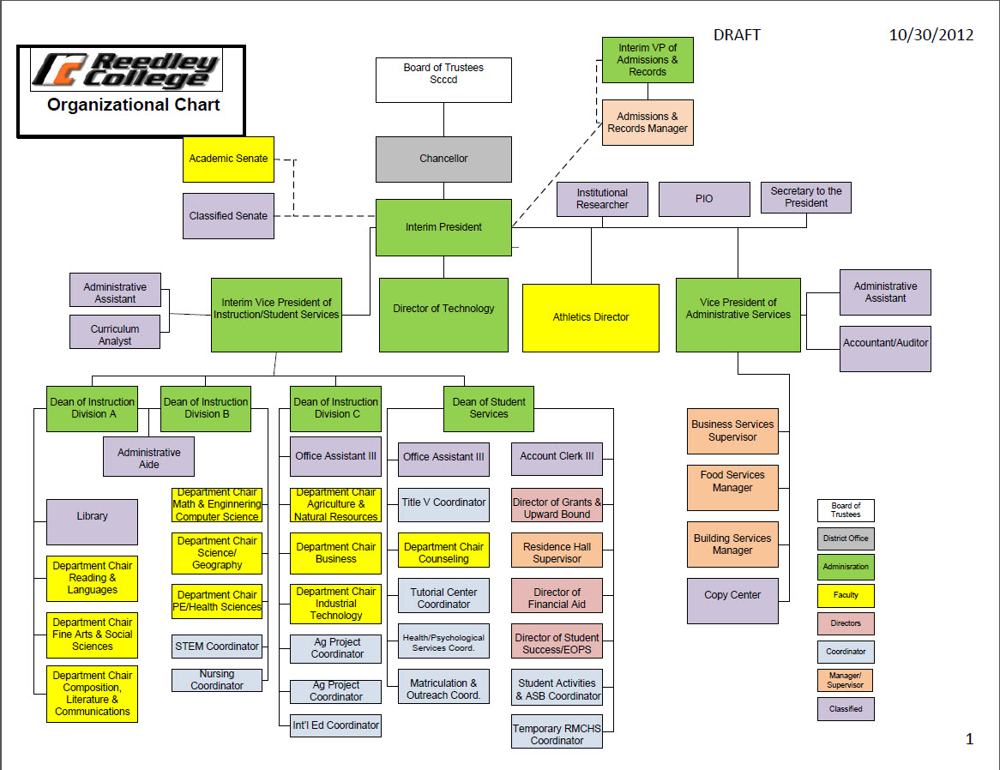 DRAFT
10/30/2012
Reedley
College
Organizational Chart
Board of Trustees
Scccd
Interim VP of
Admissions &
Records
Admissions &
Records Manager
Academic Senate
Chancellor
Classified Senate
Interim President
Institutional
Researcher
PIO
Secretary to the
President
Administrative
Assistant
Curriculum
Analyst
Interim Vice President of
Instruction/Student Services
Director of Technology
Athletics Director
Vice President of
Administrative Services
Administrative
Assistant
Accountant/Auditor
Dean of Instruction
Division A
Dean of Instruction
Division B
Dean of Instruction
Division C
Dean of Student
Services
Administrative
Aide
Library
Department Chair
Reading &
Languages
Department Chair
Fine Arts & Social
Sciences
Department Chair
Composition,
Literature &
Communications
Department Chair
Math & Enginnering
Computer Science
Department Chair
Science/
Geography
Department Chair
PE/Health Sciences
STEM Coordinator
Nursing
Coordinator
Office Assistant III
Department Chair
Agriculture &
Natural Resources
Department Chair
Business
Department Chair
Industrial
Technology
Ag Project
Coordinator
Ag Project
Coordinator
Int'l Ed Coordinator
Office Assistant III
Title V Coordinator
Department Chair
Counseling
Tutorial Center
Coordinator
Health/Psychological
Services Coord.
Matriculation &
Outreach Coord.
Account Clerk III
Director of Grants &
Upward Bound
Residence Hall
Supervisor
Director of
Financial Aid
Director of Student
Success/EOPS
Student Activities
& ASB Coordinator
Temporary RMCHS
Coordinator
Business Services
Supervisor
Food Services
Manager
Building Services
Manager
Copy Center
Board of
Trustees
District Office
Adminisration
Faculty
Directors
Coordinator
Manager/
Supervisor
Classified
1